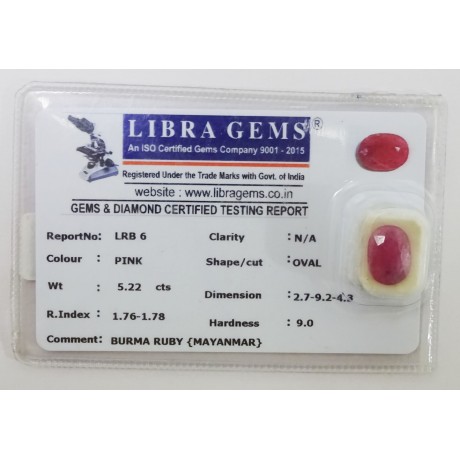 LIBRA GEMS ®
An ISO Certified Gems Company 9001 - 2015
Registered Under the Trade Marks with Govt. of India
website : www.libragems.co.in
GEMS & DIAMOND CERTIFIED TESTING REPORT
ReportNo: LRB 6 Clarity : N/A
Colour : PINK Shape/cut : OVAL
Wt : 5.22 cts Dimension : 2.7-9.2-4.3
R.Index : 1.76-1.78 Hardness : 9.0
Comment: BURMA RUBY {MAYANMAR}